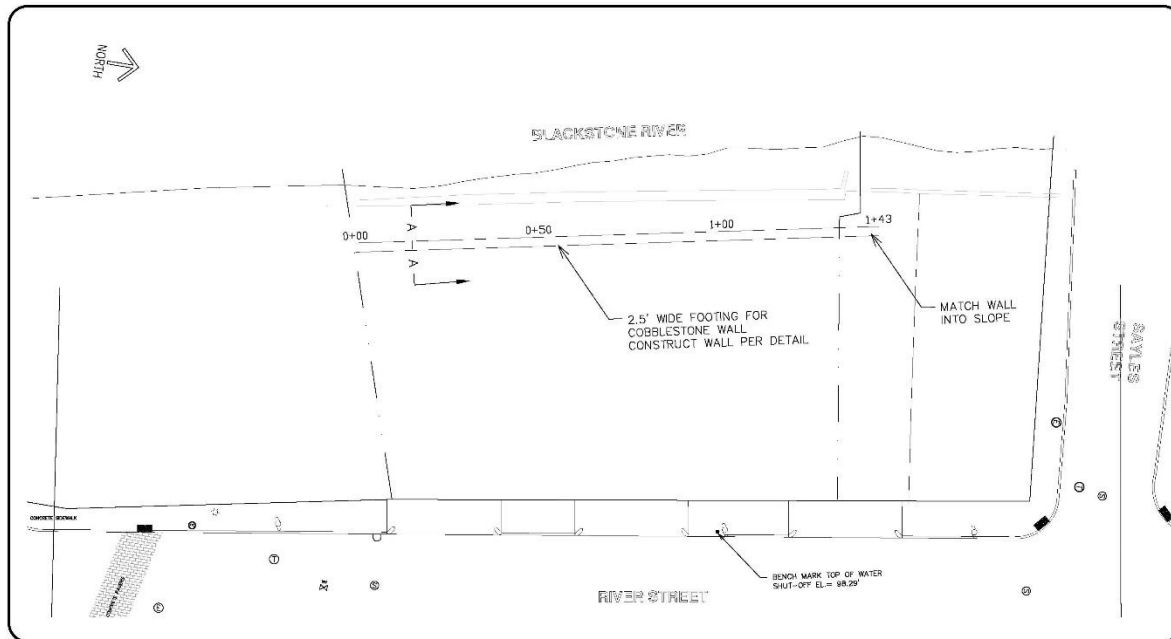 NORTH
BLACKSTONE RIVER
A
A
0+00
0+50
1+00
1+43
2.5' WIDE FOOTING FOR
COBBLESTONE WALL
CONSTRUCT WALL PER DETAIL
MATCH WALL
INTO SLOPE
SAYLES
STREET
CONCRETE SIDEWALK
BENCH MARK TOP OF WATER
SHUT-OFF EL.= 98.29'
RIVER STREET
T
S
T
S
S